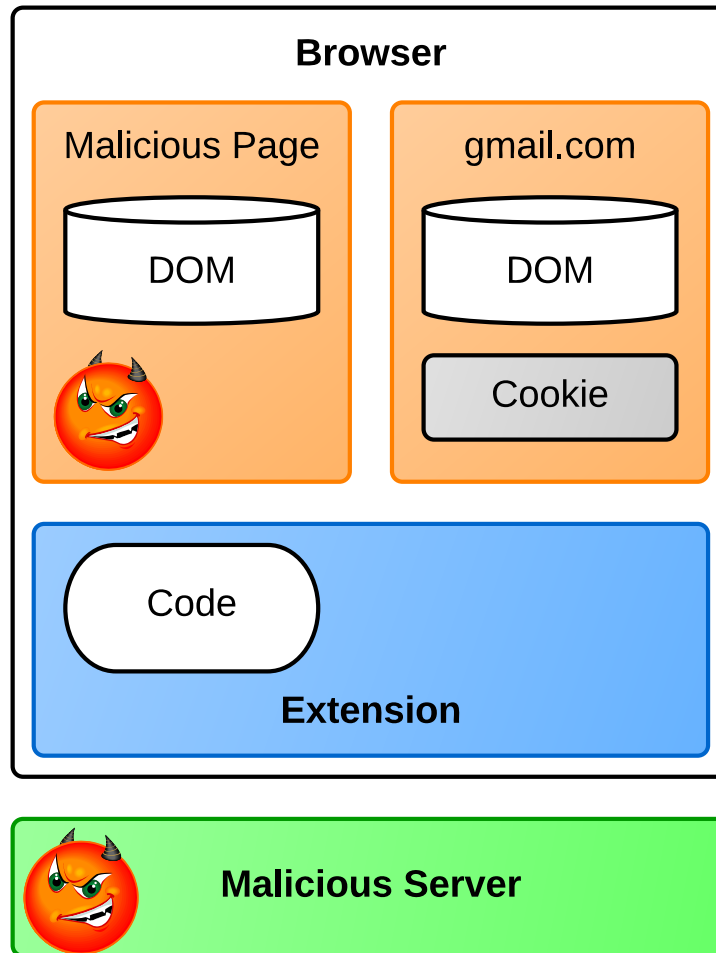 Browser
Malicious Page
gmail.com
DOM
DOM
Cookie
Code
Extension
Malicious Server